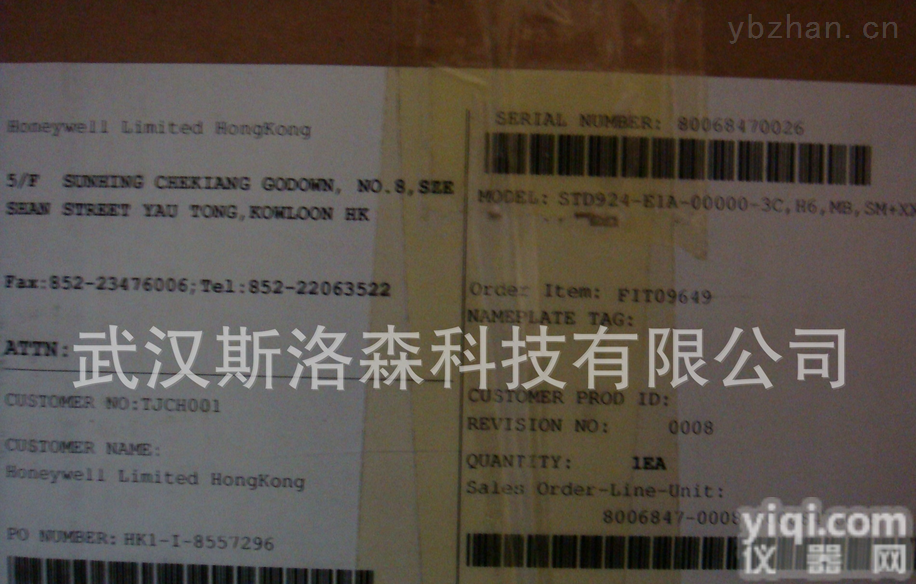 ybzhan.cn
Honeywell Limited HongKong
5/F SUNHING CHEKIANG GODOWN, NO.8,SZE
SHAN STREET YAU TONG,KOWLOON HK
Fax:852-23476006;Tel:852-22063522
ATTN:
CUSTOMER NO:TJCH001
CUSTOMER NAME:
Honeywell Limited HongKong
PO NUMBER:HK1-I-8557296
SERIAL NUMBER: 80068470026
MODEL: STD924-E1A-00000-3C,H6,MB,SM+XX
Order Item: FIT09649
NAMEPLATE TAG:
CUSTOMER PROD ID:
REVISION NO: 0008
QUANTITY: 1EA
Sales Order-Line-Unit:
8006847-0008
武汉斯洛森科技有限公司
yiqi.com
仪器网